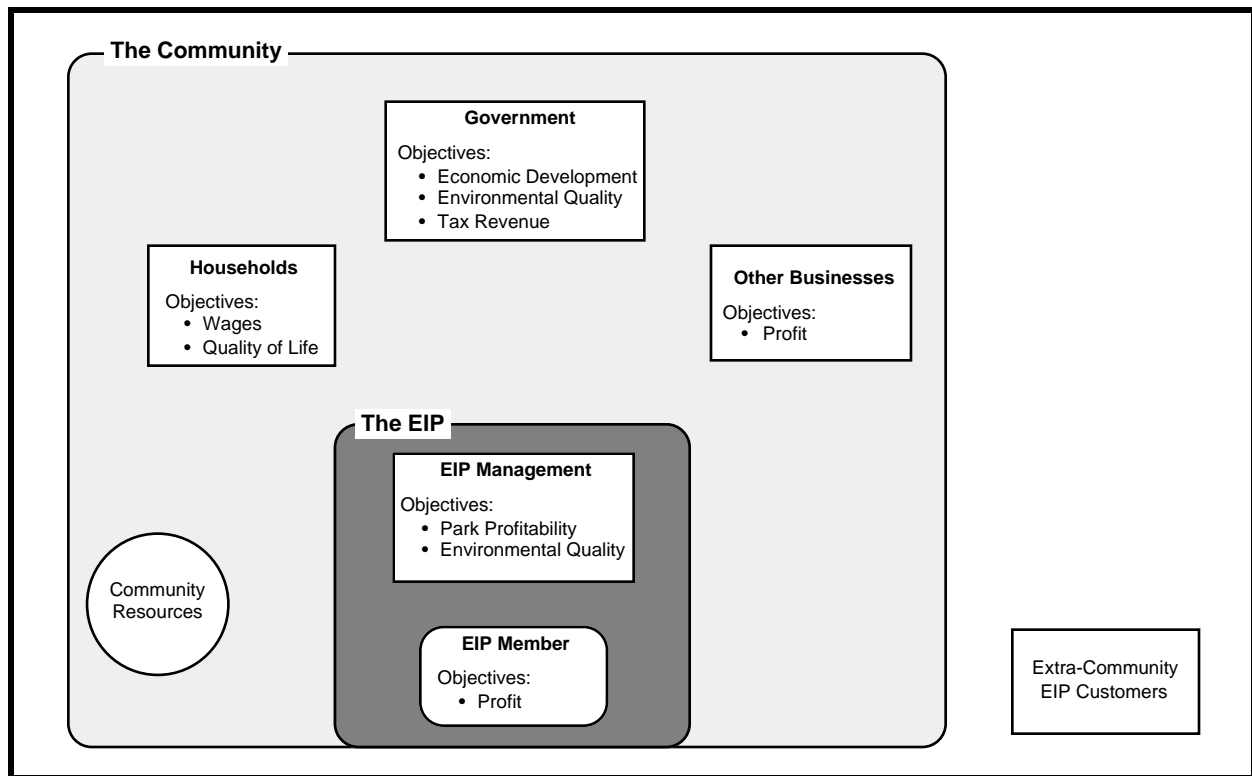 The Community
Government
Objectives:
• Economic Development
• Environmental Quality
• Tax Revenue
Households
Objectives:
• Wages
• Quality of Life
Other Businesses
Objectives:
• Profit
The EIP
EIP Management
Objectives:
• Park Profitability
• Environmental Quality
Community
Resources
EIP Member
Objectives:
• Profit
Extra-Community
EIP Customers